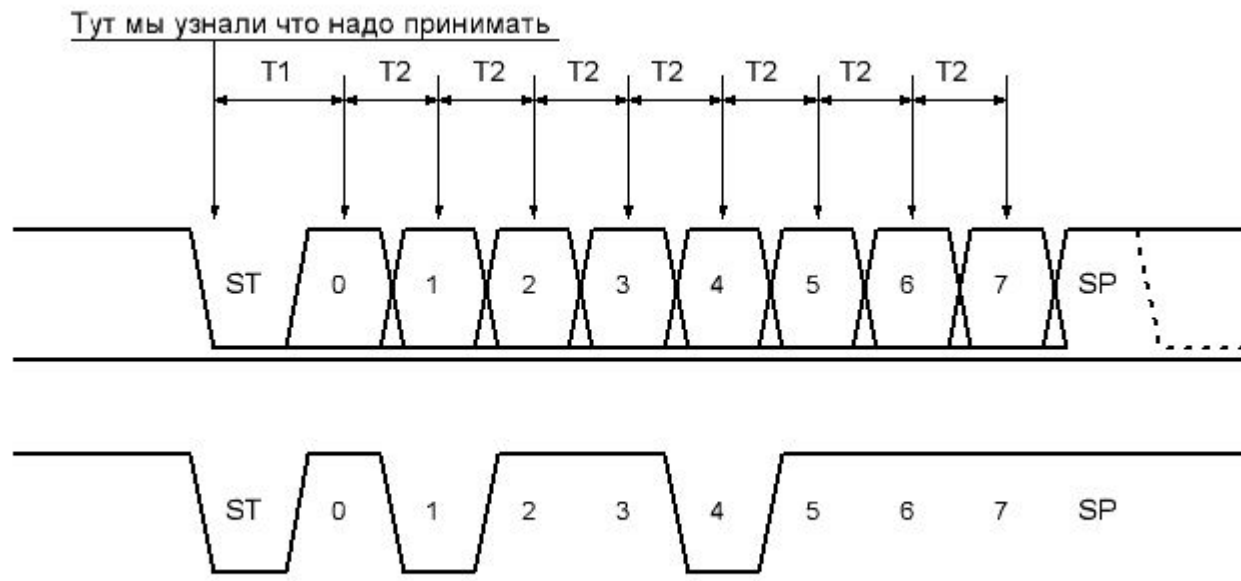 Тут мы узнали что надо принимать
T1 T2 T2 T2 T2 T2 T2 T2
ST 0 1 2 3 4 5 6 7 SP
ST 0 1 2 3 4 5 6 7 SP